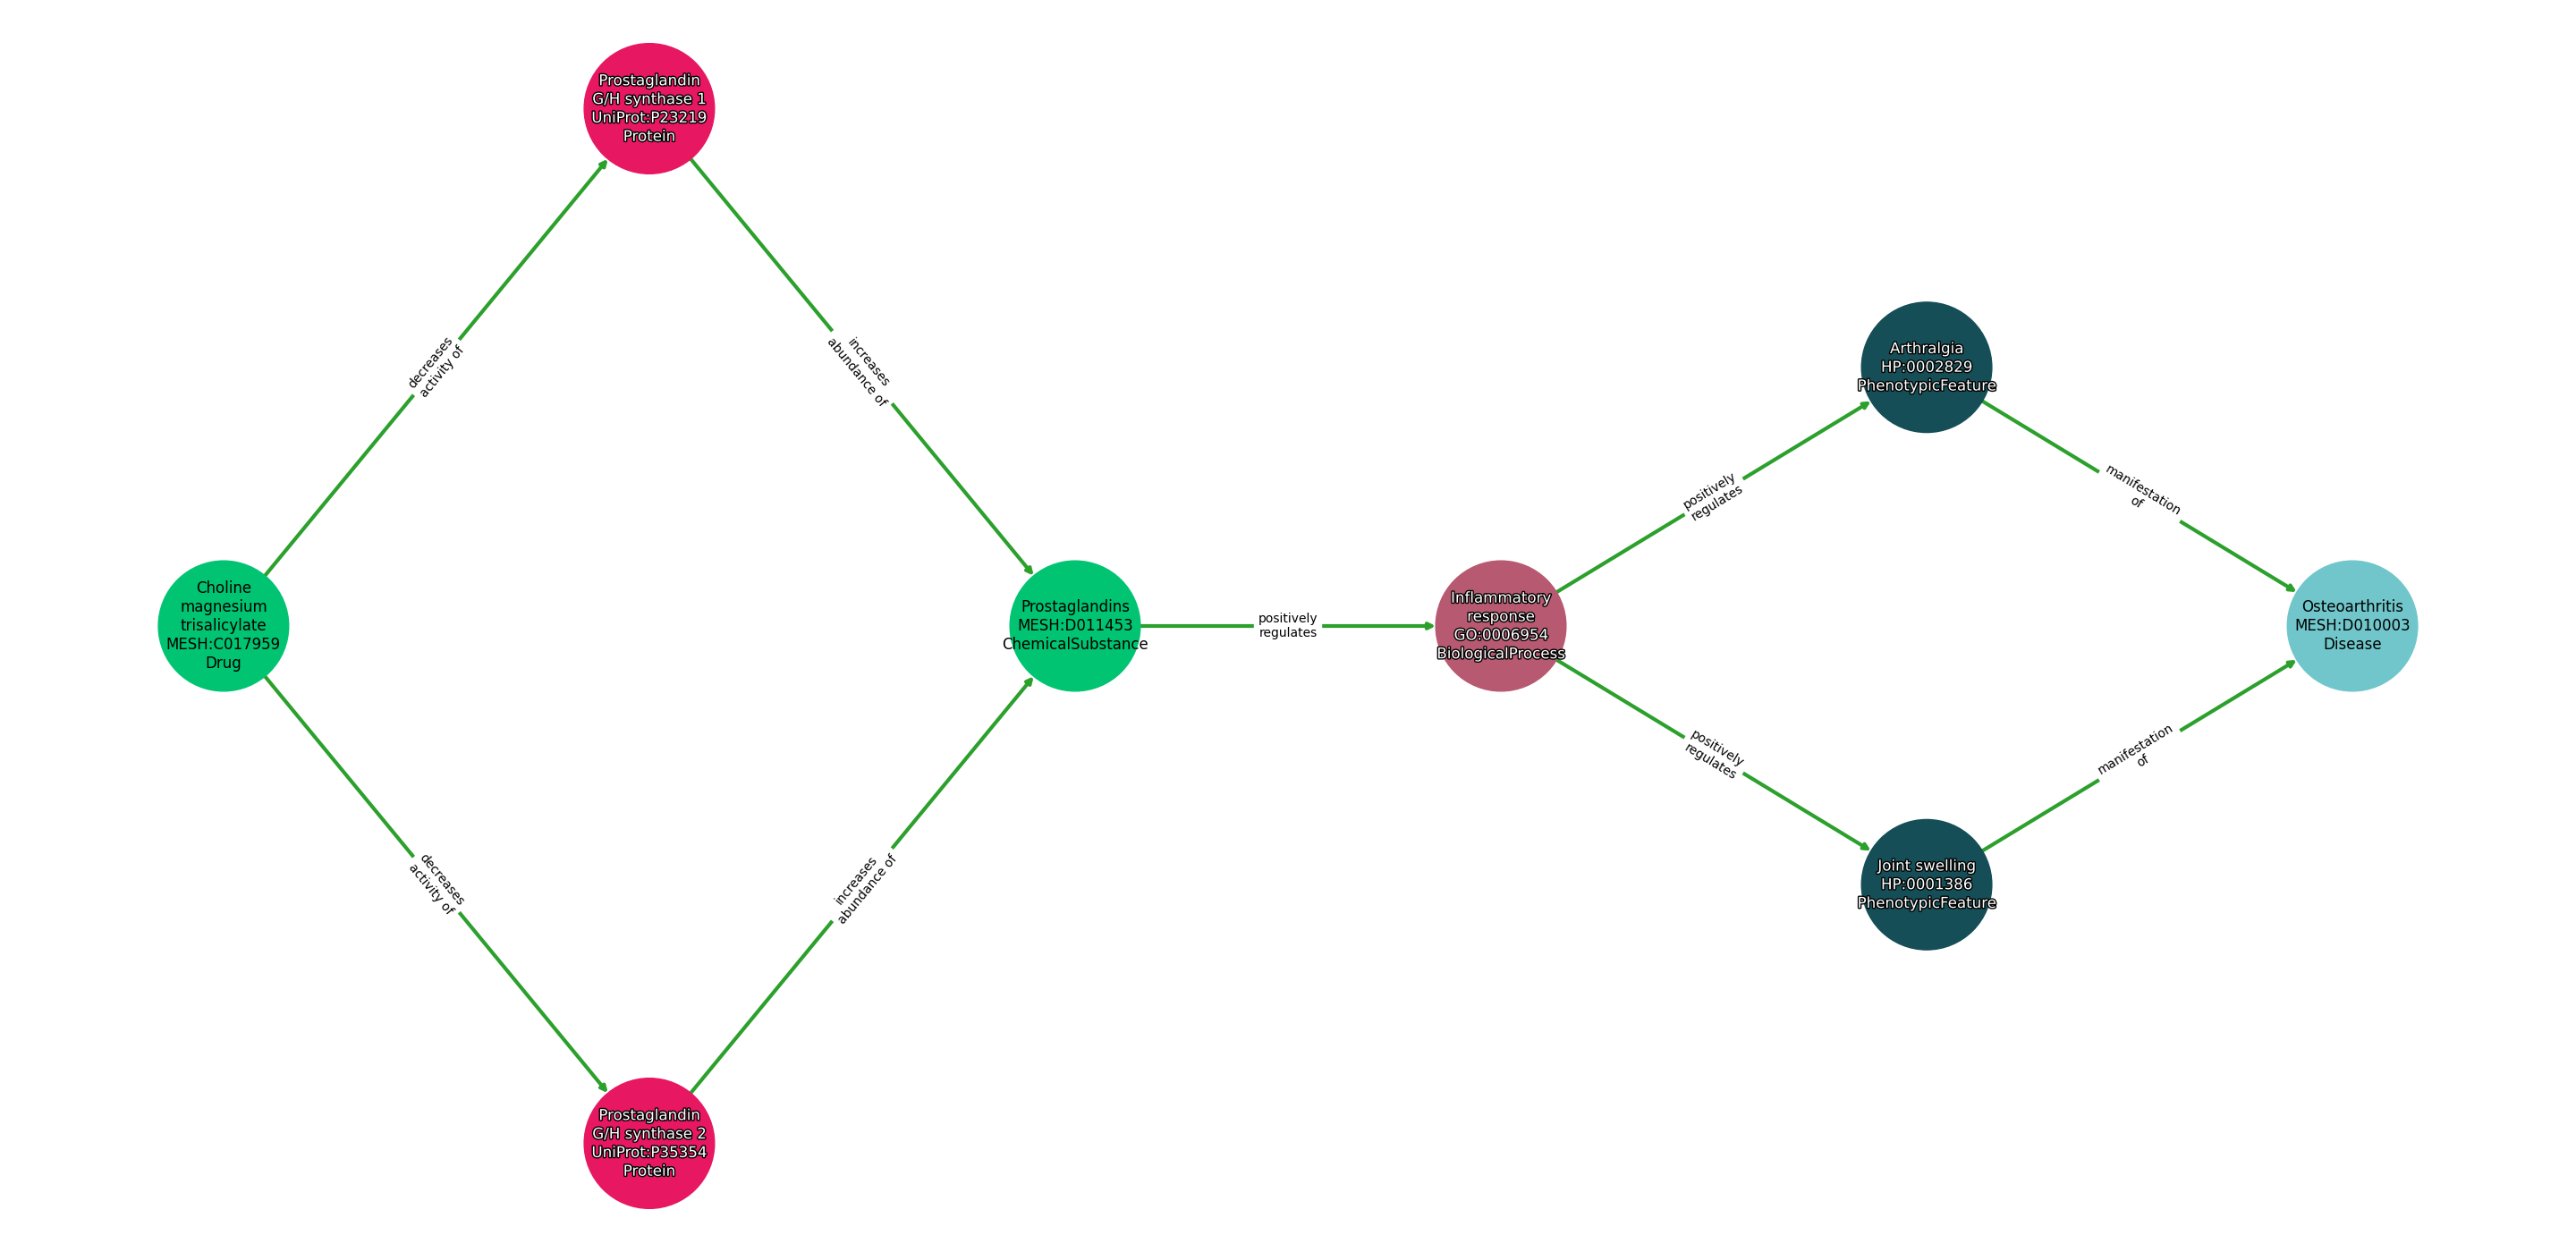 Prostaglandin
G/H synthase 1
UniProt:P23219
Protein
decreases
activity of
increases
abundance of
Arthralgia
HP:0002829
PhenotypicFeature
positively
regulates
manifestation
of
Choline
magnesium
trisalicylate
MESH:C017959
Drug
Prostaglandins
MESH:D011453
ChemicalSubstance
positively
regulates
Inflammatory
response
GO:0006954
BiologicalProcess
Osteoarthritis
MESH:D010003
Disease
positively
regulates
manifestation
of
decreases
activity of
increases
abundance of
Joint swelling
HP:0001386
PhenotypicFeature
Prostaglandin
G/H synthase 2
UniProt:P35354
Protein